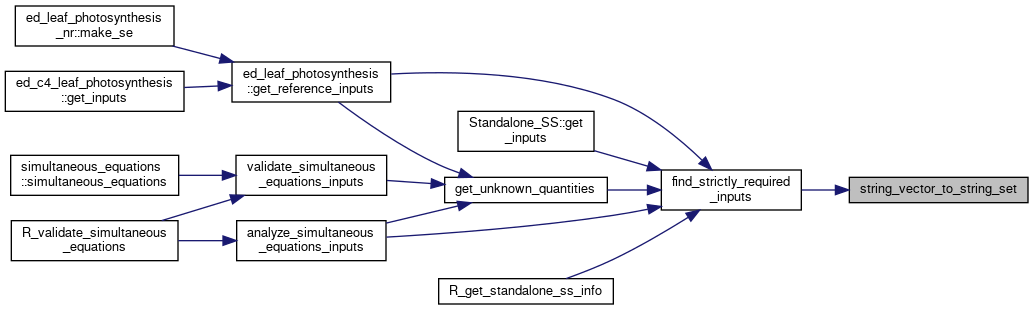 ed_leaf_photosynthesis
_nr::make_se
ed_c4_leaf_photosynthesis
::get_inputs
simultaneous_equations
::simultaneous_equations
R_validate_simultaneous
_equations
ed_leaf_photosynthesis
::get_reference_inputs
validate_simultaneous
_equations_inputs
analyze_simultaneous
_equations_inputs
Standalone_SS::get
_inputs
get_unknown_quantities
R_get_standalone_ss_info
find_strictly_required
_inputs
string_vector_to_string_set